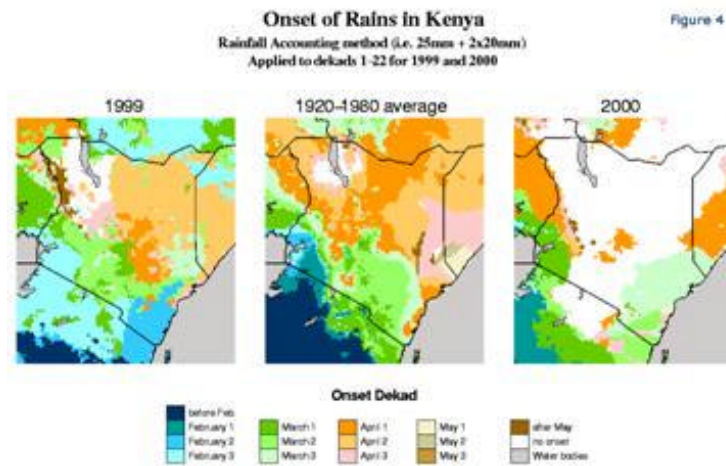 Onset of Rains in Kenya
Figure 4
Rainfall Accounting method (i.e. 25mm + 2x20mm)
Applied to dekads 1-22 for 1999 and 2000
1999
1920-1980 average
2000
Onset Dekad
before Feb
February 1
February 2
February 3
March 1
March 2
March 3
April 1
April 2
April 3
May 1
May 2
May 3
after May
no onset
Water bodies